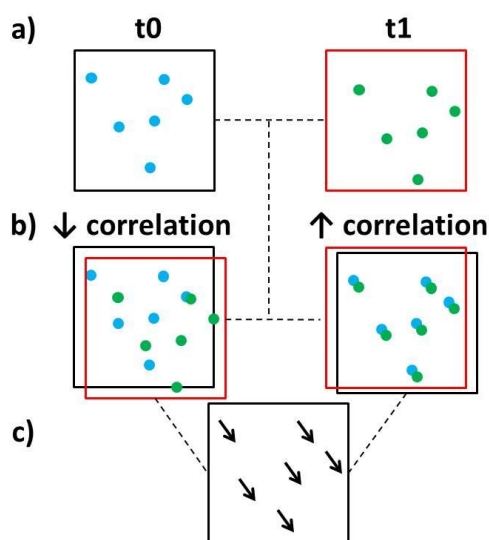 a) t0 t1
b) ↓ correlation ↑ correlation
c)